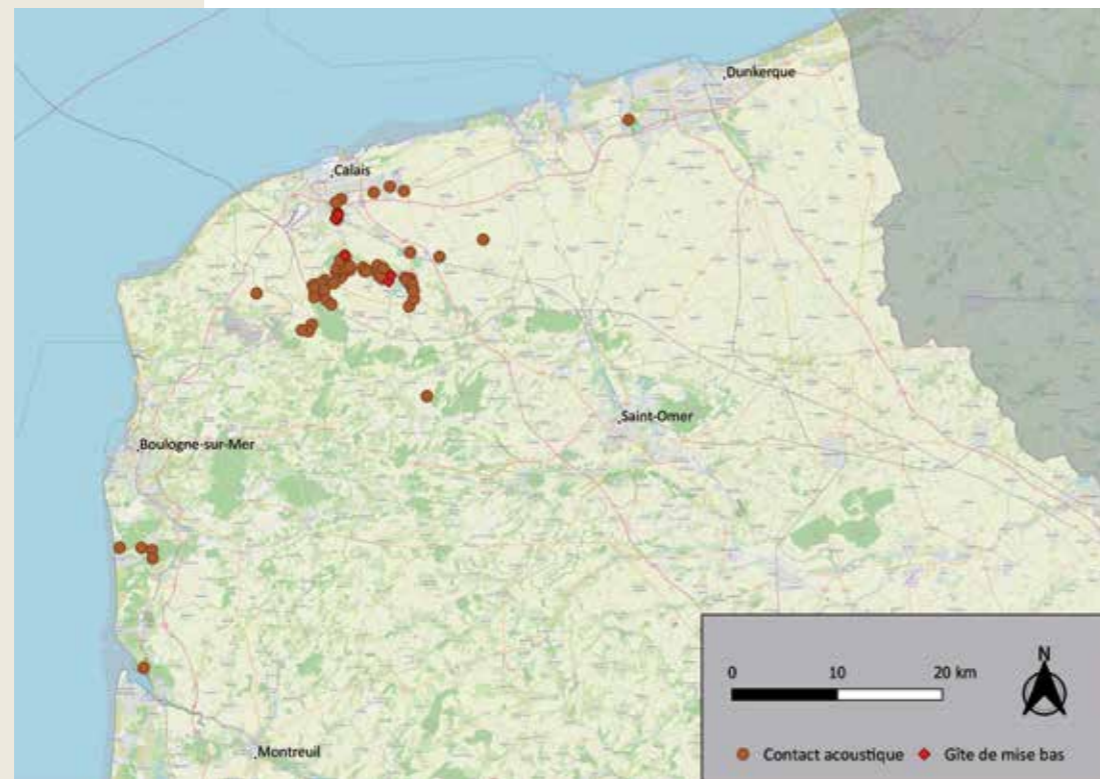 Dunkerque
Calais
Saint-Omer
Boulogne-sur-Mer
Montreuil
0 10 20 km
N
Contact acoustique Gîte de mise bas